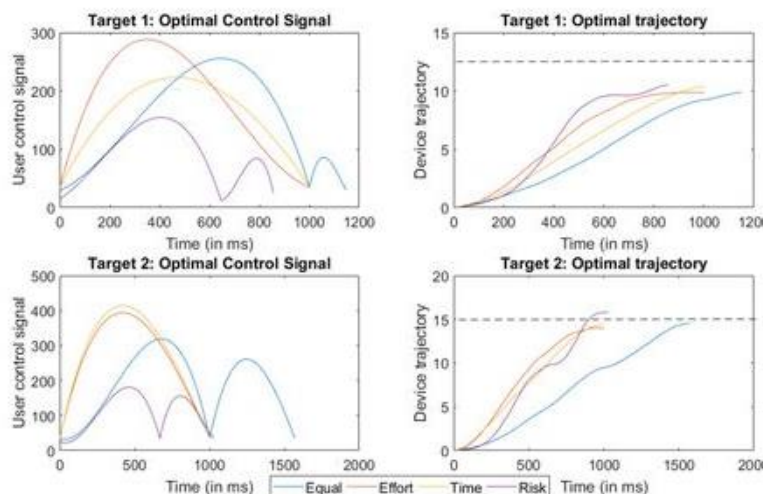 Target 1: Optimal Control Signal
300
200
100
0
User control signal
0 200 400 600 800 1000 1200
Time (in ms)
Target 1: Optimal trajectory
15
10
5
0
Device trajectory
0 200 400 600 800 1000 1200
Time (in ms)
Target 2: Optimal Control Signal
500
400
300
200
100
0
User control signal
0 500 1000 1500 2000
Time (in ms)
Target 2: Optimal trajectory
20
15
10
5
0
Device trajectory
0 500 1000 1500 2000
Time (in ms)
Equal Effort Time Risk